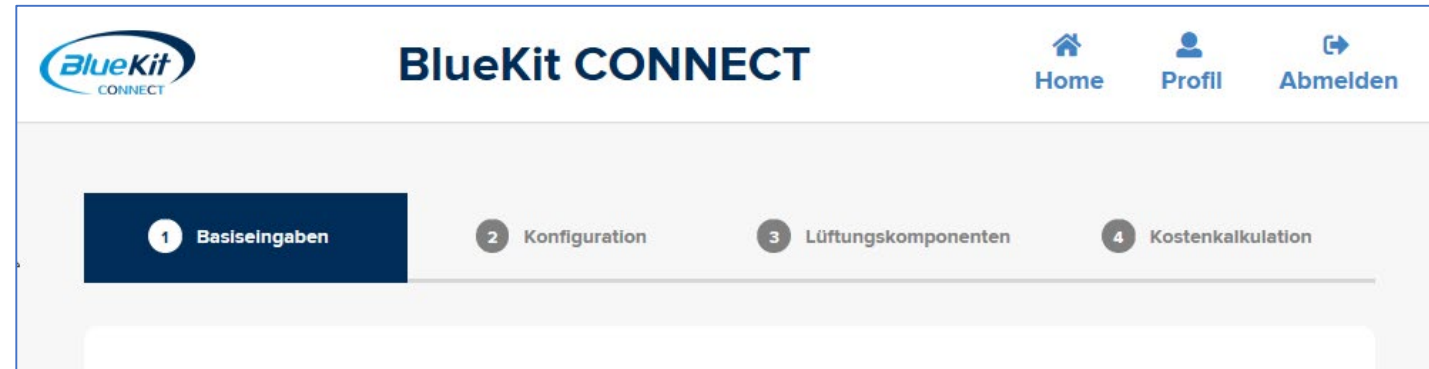 BlueKit
CONNECT
BlueKit CONNECT
Home
Profil
Abmelden
1 Basiseingaben
2 Konfiguration
3 Lüftungskomponenten
4 Kostenkalkulation